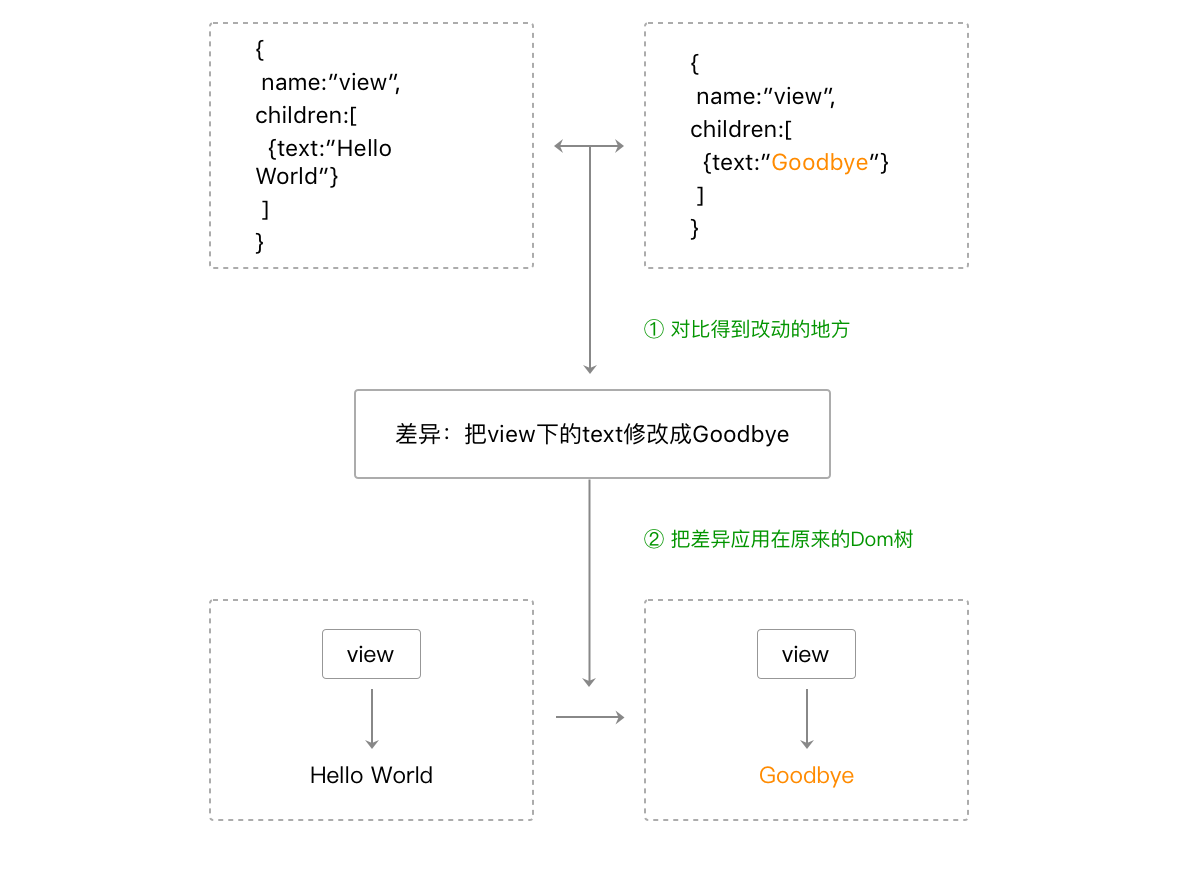 {
name:”view”,
children:[
{text:”Hello
World”}
]
}
{
name:”view”,
children:[
{text:”Goodbye”}
]
}
① 对比得到改动的地方
差异：把view下的text修改成Goodbye
② 把差异应用在原来的Dom树
view
Hello World
view
Goodbye